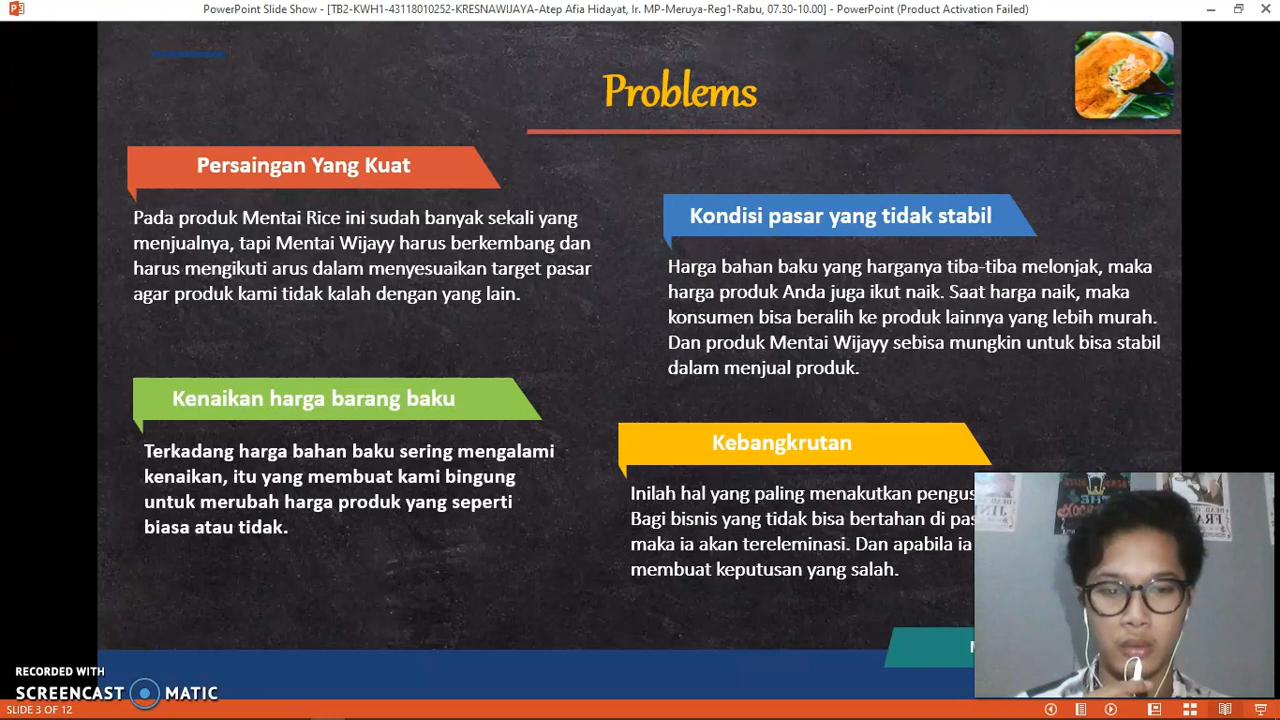 PowerPoint Slide Show - [TB2-KWH1-43118010252-KRESNAWIJAYA-Atep Afia Hidayat, Ir. MP-Meruya-Reg1-Rabu, 07.30-10.00] - PowerPoint (Product Activation Failed)
Problems
Persaingan Yang Kuat
Pada produk Mentai Rice ini sudah banyak sekali yang
menjualnya, tapi Mentai Wijayy harus berkembang dan
harus mengikuti arus dalam menyesuaikan target pasar
agar produk kami tidak kalah dengan yang lain.
Kondisi pasar yang tidak stabil
Harga bahan baku yang harganya tiba-tiba melonjak, maka
harga produk Anda juga ikut naik. Saat harga naik, maka
konsumen bisa beralih ke produk lainnya yang lebih murah.
Dan produk Mentai Wijayy sebisa mungkin untuk bisa stabil
dalam menjual produk.
Kenaikan harga barang baku
Terkadang harga bahan baku sering mengalami
kenaikan, itu yang membuat kami bingung
untuk merubah harga produk yang seperti
biasa atau tidak.
Kebangkrutan
Inilah hal yang paling menakutkan
Bagi bisnis yang tidak bisa bertahan di
maka ia akan tereleminasi. Dan apabila ia
membuat keputusan yang salah.
RECORDED WITH
SCREENCAST MATIC
SLIDE 3 OF 12